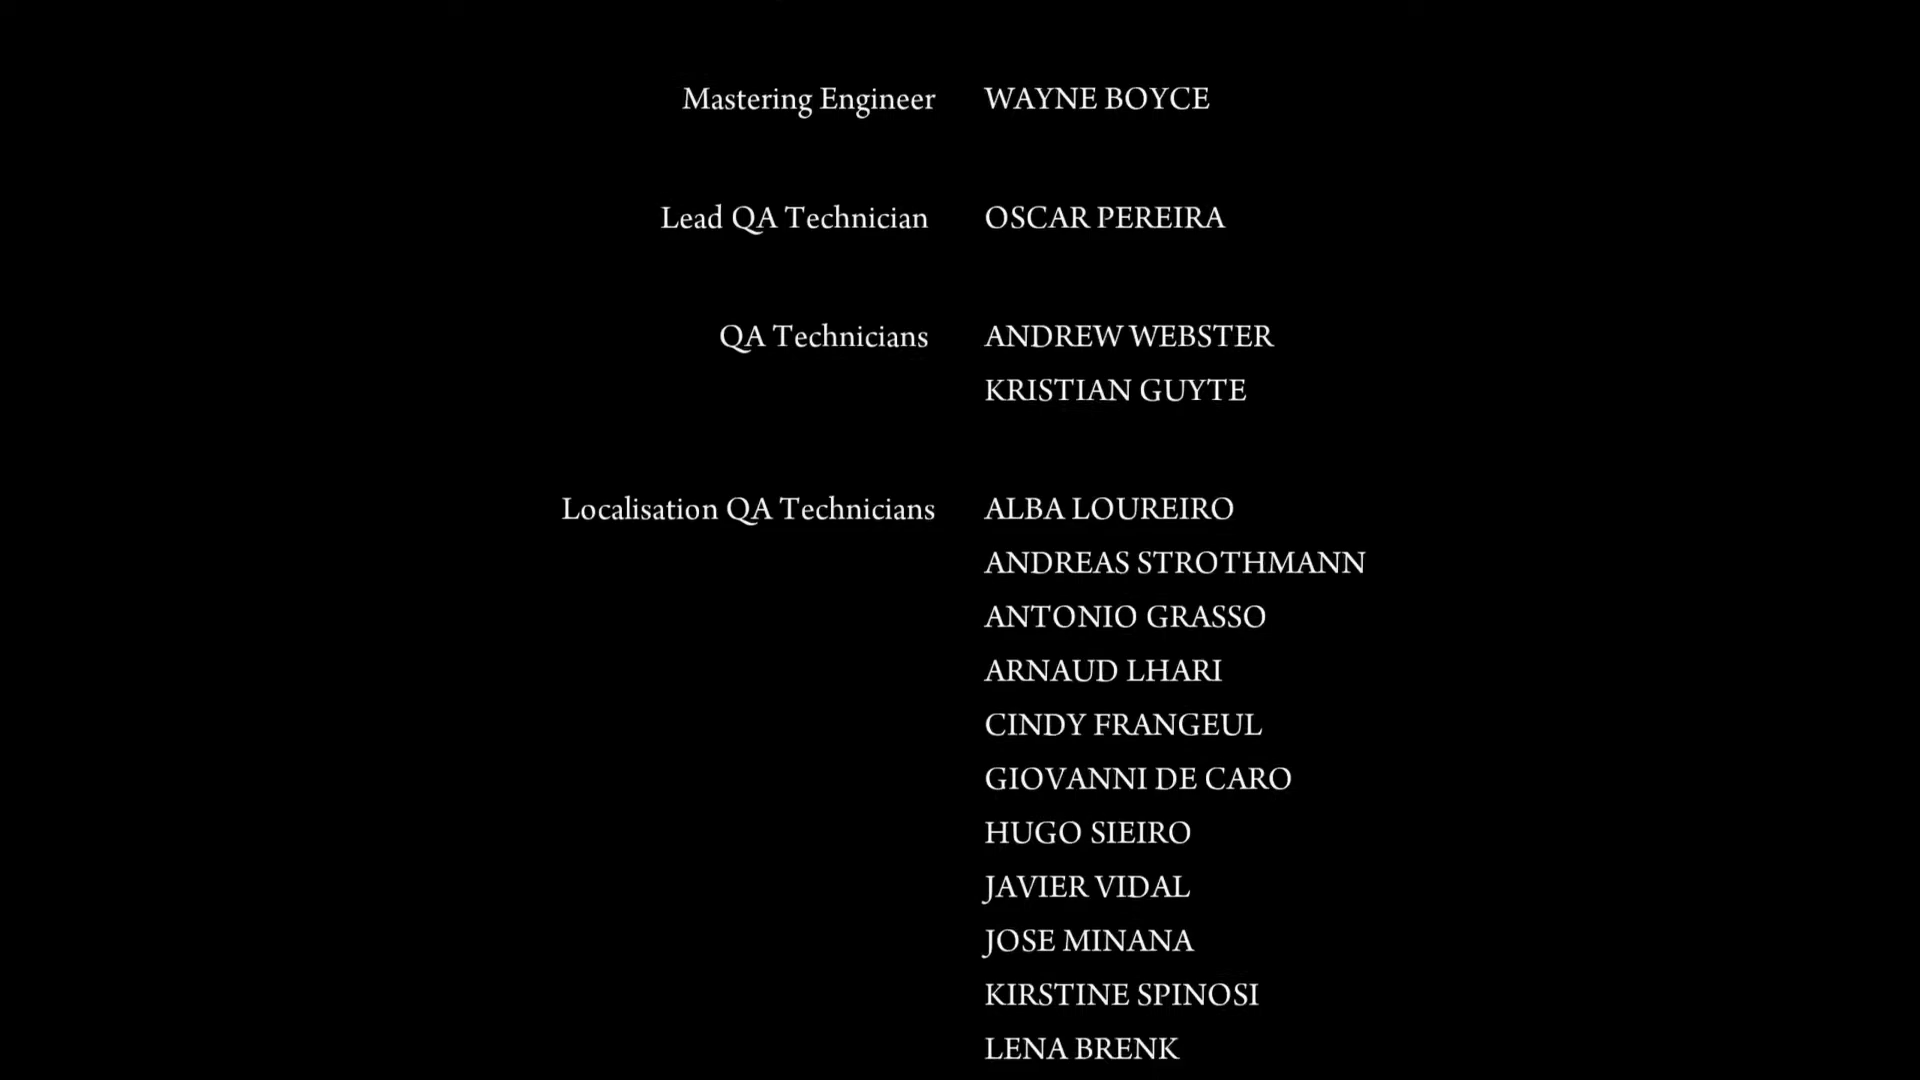 Mastering Engineer WAYNE BOYCE
Lead QA Technician OSCAR PEREIRA
QA Technicians ANDREW WEBSTER
KRISTIAN GUYTE
Localisation QA Technicians ALBA LOUREIRO
ANDREAS STROTHMANN
ANTONIO GRASSO
ARNAUD LHARI
CINDY FRANGEUL
GIOVANNI DE CARO
HUGO SIEIRO
JAVIER VIDAL
JOSE MINANA
KIRSTINE SPINOSI
LENA BRENK